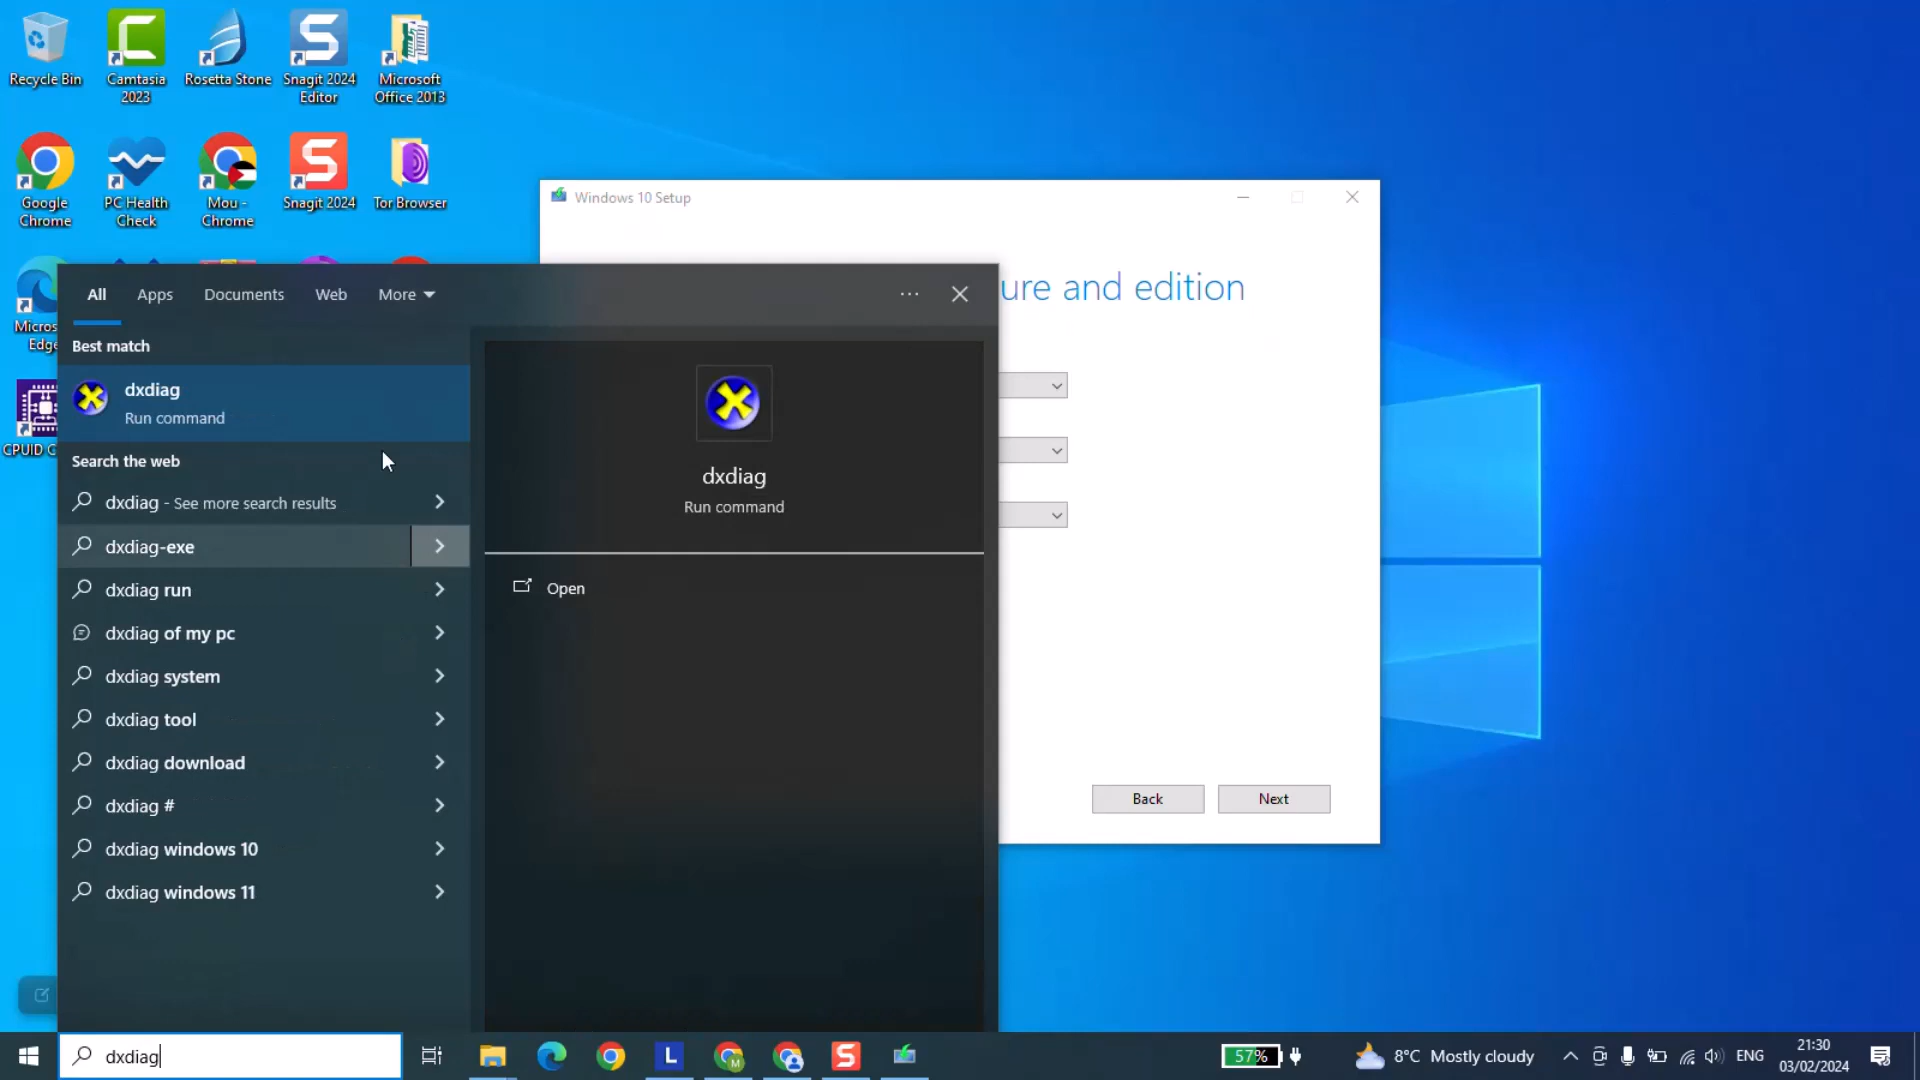 Recycle Bin
Camtasia
2023
Rosetta Stone
Snagit 2024
Editor
Microsoft
Office 2013
Google
Chrome
PC Health
Check
Mou -
Chrome
Snagit 2024
Tor Browser
Micros
Edge
CPUID C
Windows 10 Setup
ure and edition
Back
Next
All
Apps
Documents
Web
More
Best match
dxdiag
Run command
Search the web
dxdiag - See more search results
dxdiag-exe
dxdiag run
dxdiag of my pc
dxdiag system
dxdiag tool
dxdiag download
dxdiag #
dxdiag windows 10
dxdiag windows 11
dxdiag
Run command
Open
dxdiag
L
M
57%
8°C Mostly cloudy
ENG
21:30
03/02/2024